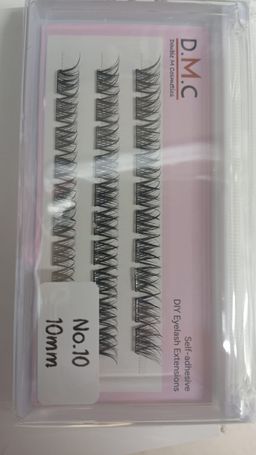 D.M.C
Double M Cosmetics
Self-adhesive
DIY Eyelash Extensions
No.10
10mm